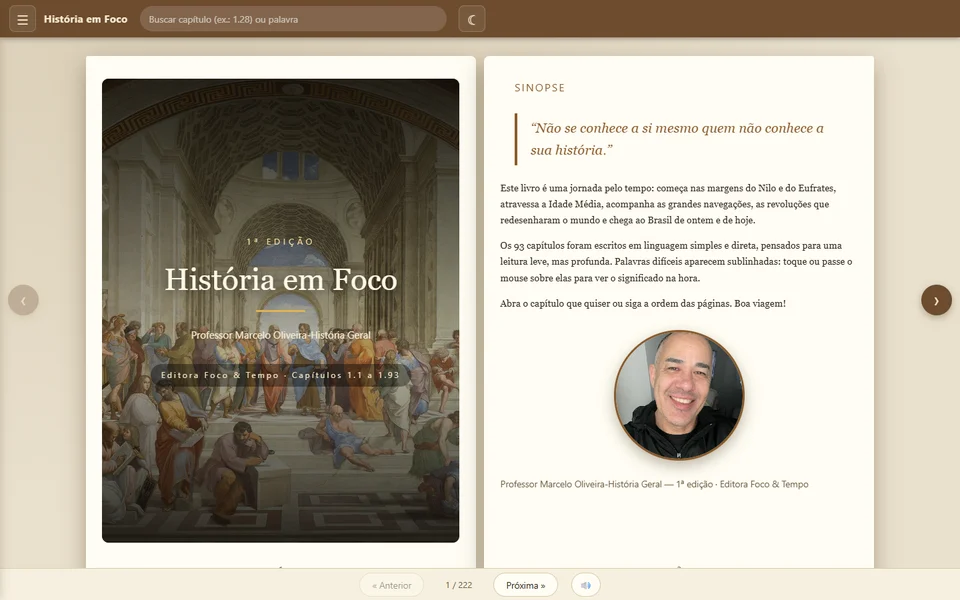 ☰ História em Foco Buscar capítulo (ex.: 1.28) ou palavra ☾
1ª EDIÇÃO
História em Foco
Professor Marcelo Oliveira-História Geral
Editora Foco & Tempo - Capítulos 1.1 a 1.93
SINOPSE
“Não se conhece a si mesmo quem não conhece a
sua história.”
Este livro é uma jornada pelo tempo: começa nas margens do Nilo e do Eufrates,
atravessa a Idade Média, acompanha as grandes navegações, as revoluções que
redesenharam o mundo e chega ao Brasil de ontem e de hoje.
Os 93 capítulos foram escritos em linguagem simples e direta, pensados para uma
leitura leve, mas profunda. Palavras difíceis aparecem sublinhadas: toque ou passe o
mouse sobre elas para ver o significado na hora.
Abra o capítulo que quiser ou siga a ordem das páginas. Boa viagem!
Professor Marcelo Oliveira-História Geral — 1ª edição · Editora Foco & Tempo
« Anterior 1 / 222 Próxima »